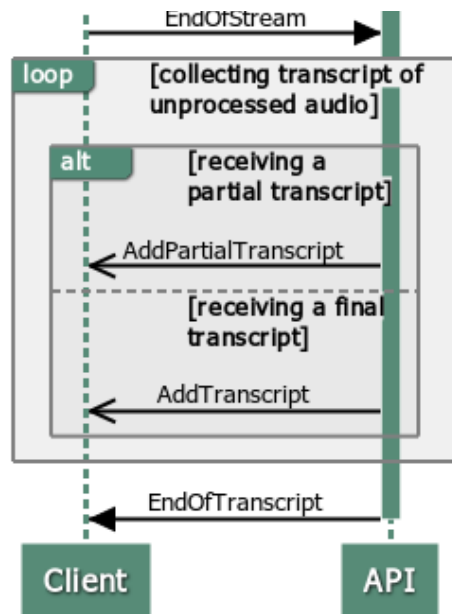 EndOfStream
loop
[collecting transcript of
unprocessed audio]
alt
[receiving a
partial transcript]
AddPartialTranscript
[receiving a final
transcript]
AddTranscript
EndOfTranscript
Client
API